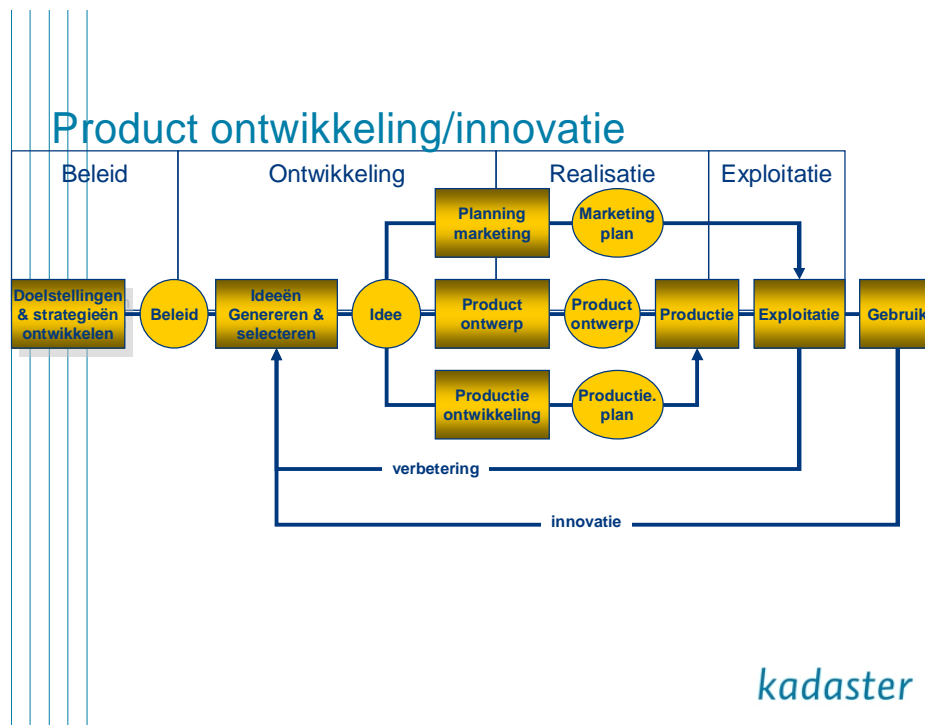 Product ontwikkeling/innovatie
Beleid
Ontwikkeling
Realisatie
Exploitatie
Planning
marketing
Marketing
plan
Doelstellingen
& strategieën
ontwikkelen
Beleid
Ideeën
Genereren &
selecteren
Idee
Product
ontwerp
Product
ontwerp
Productie
Exploitatie
Gebruik
Productie
ontwikkeling
Productie.
plan
verbetering
innovatie
kadaster